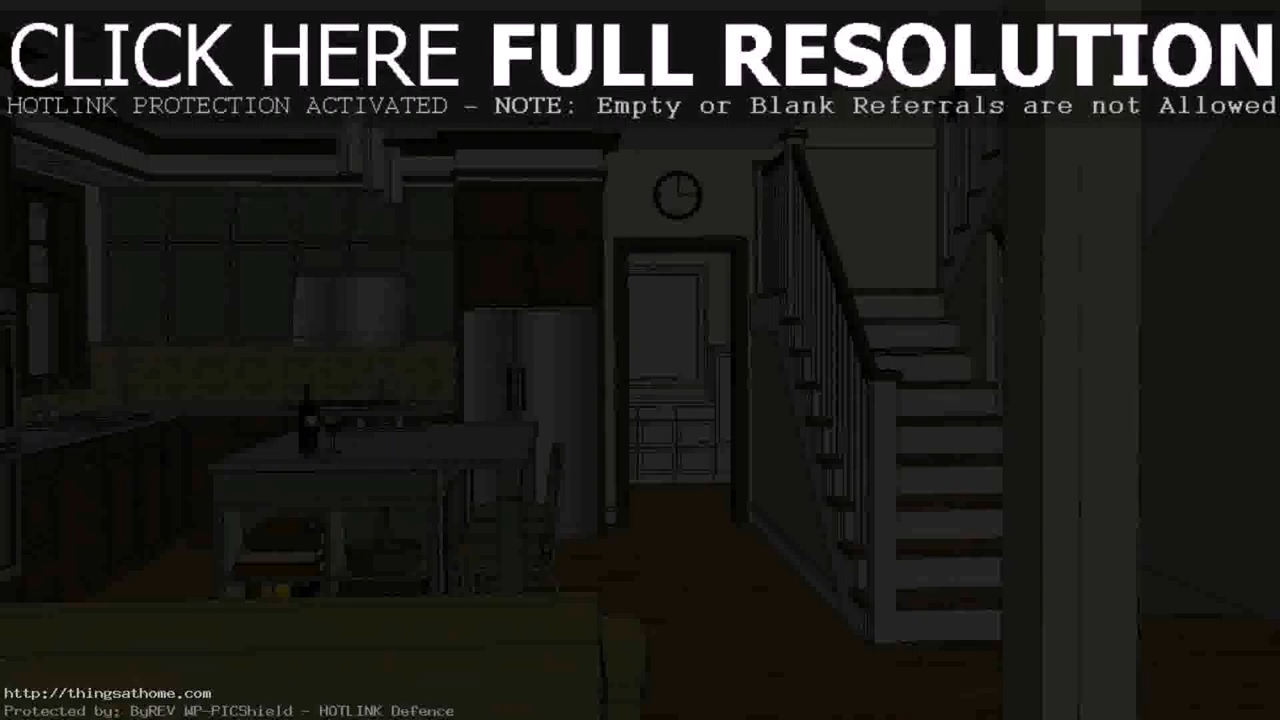 CLICK HERE FULL RESOLUTION
HOTLINK PROTECTION ACTIVATED - NOTE: Empty or Blank Referrals are not Allowed
http://thingsathome.com
Protected by: ByREV WP-PICShield - HOTLINK Defence